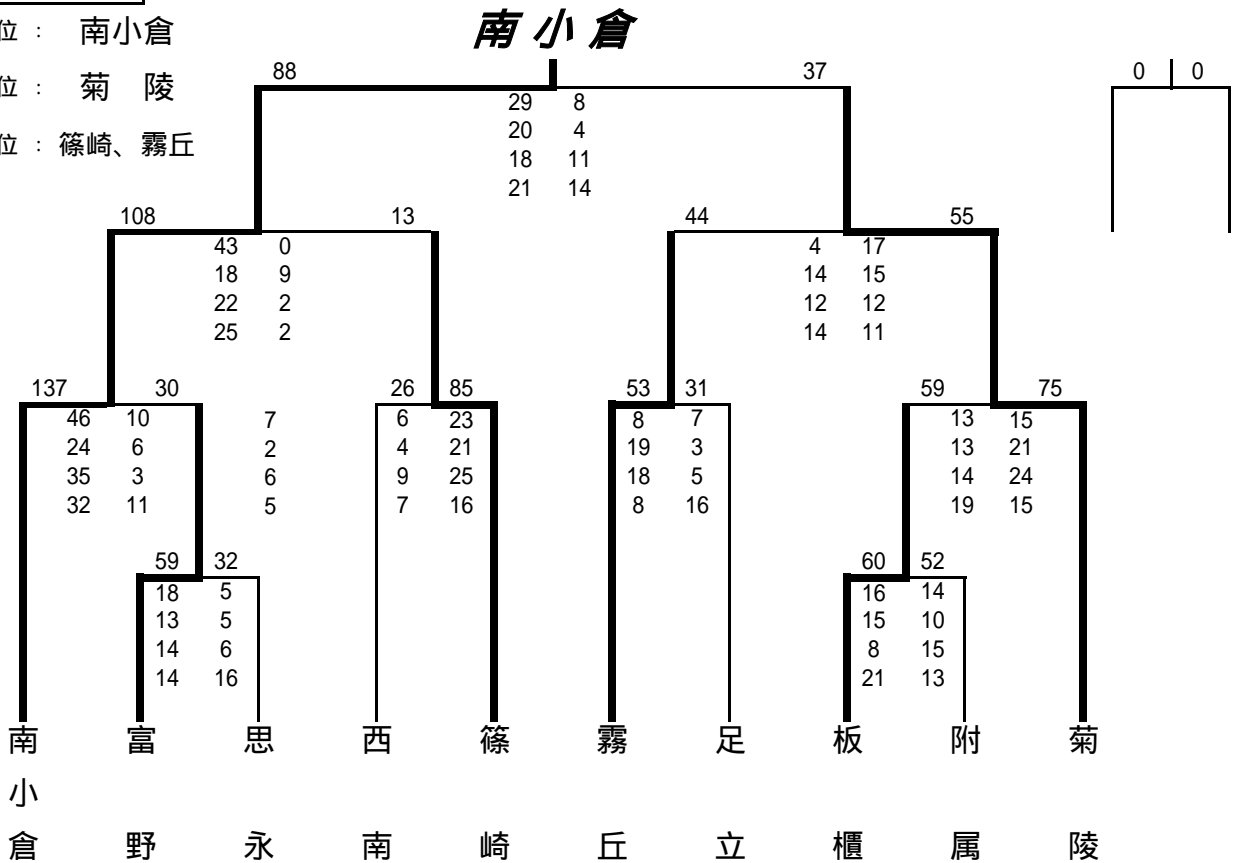 南小倉
位 : 南小倉
88 37 0 0
位 : 菊 陵
29 8
20 4
位 : 篠崎、霧丘
18 11
21 14
108 13 44 55
43 0 4 17
18 9 14 15
22 2 12 12
25 2 14 11
137 30 26 85 53 31 59 75
46 10 7 6 23 8 7 13 15
24 6 2 4 21 19 3 13 21
35 3 6 9 25 18 5 14 24
32 11 5 7 16 8 16 19 15
59 32 60 52
18 5 16 14
13 5 15 10
14 6 8 15
14 16 21 13
南小倉
富野
思永
西南
篠崎
霧丘
足立
板櫃
附属
菊陵